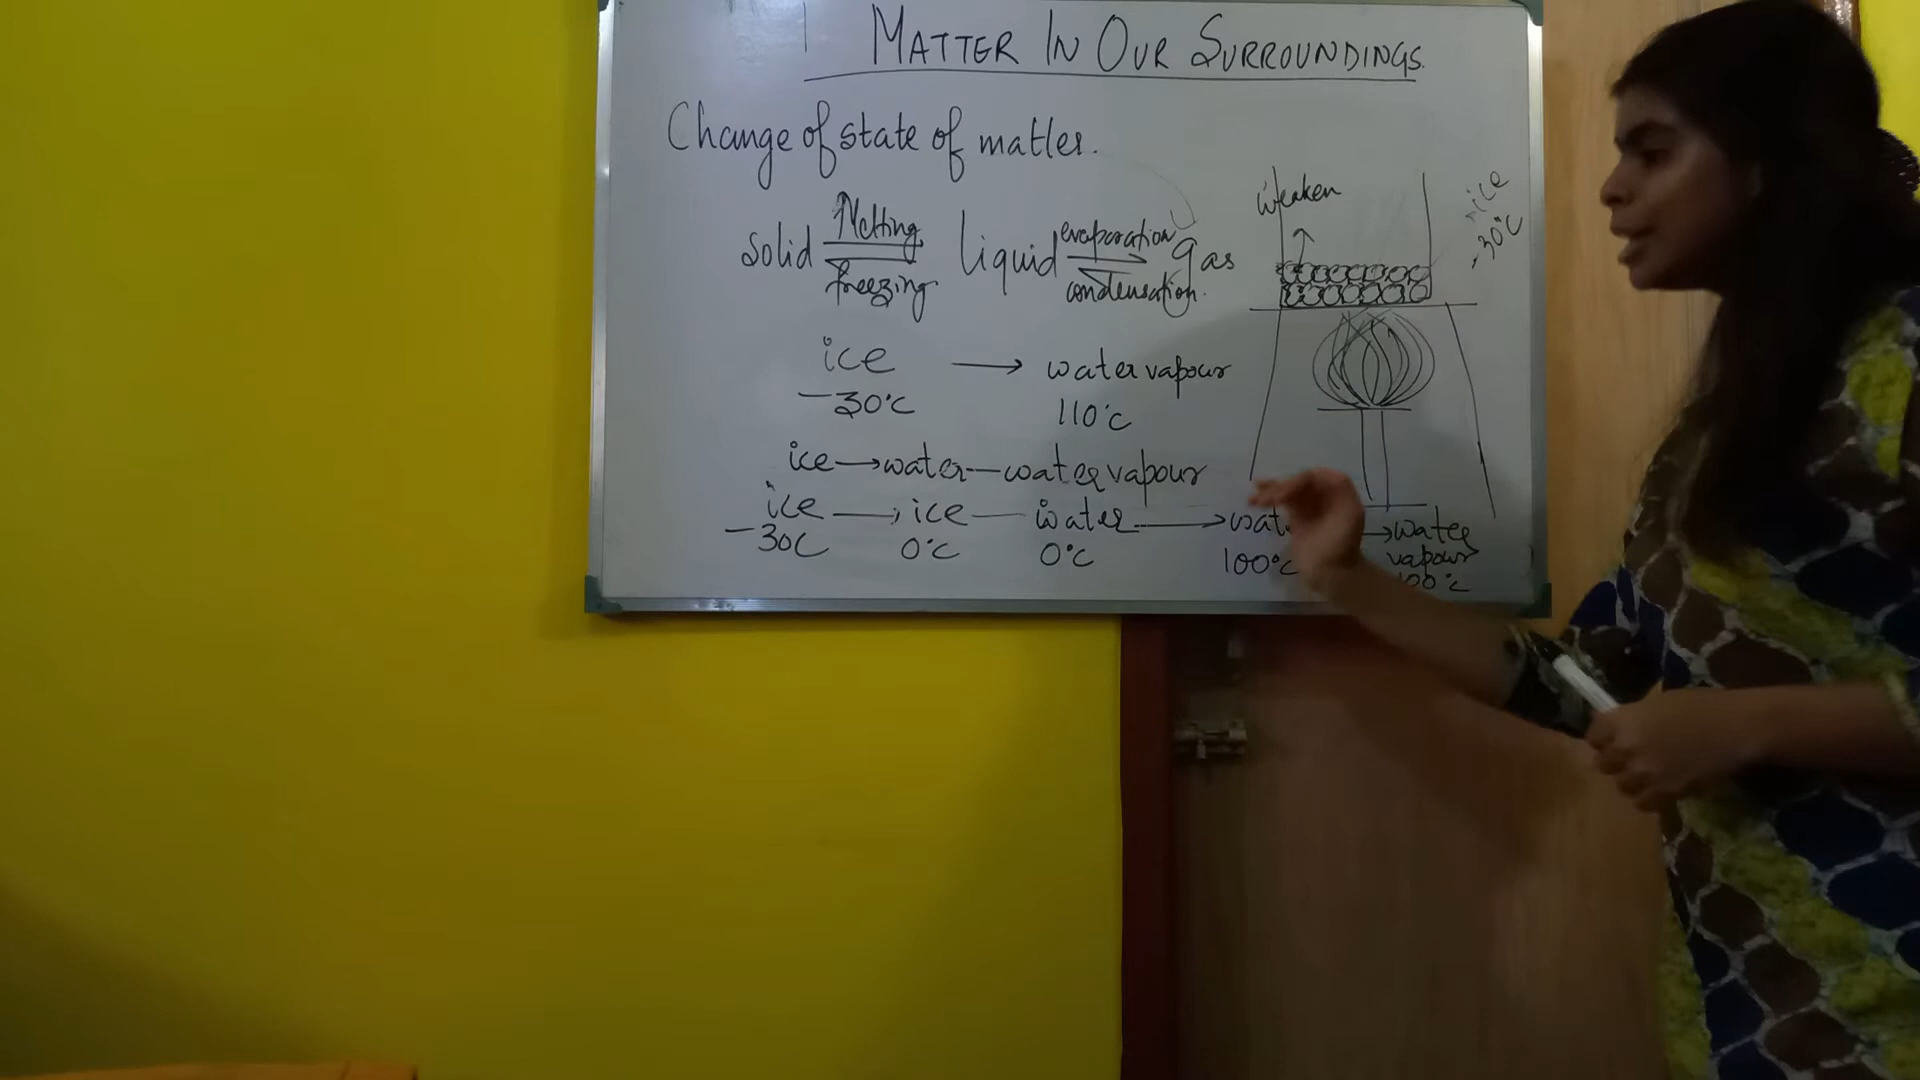 1 MATTER IN OUR SURROUNDINGS.
Change of state of matter.
solid Melting freezing liquid evaporation condensation. gas
ice → water vapour
-30°C 110°C
ice → water — water vapour
ice → ice — water → → water vapour
-30C 0°C 0°C 100°C
weaken
ice
-30°C